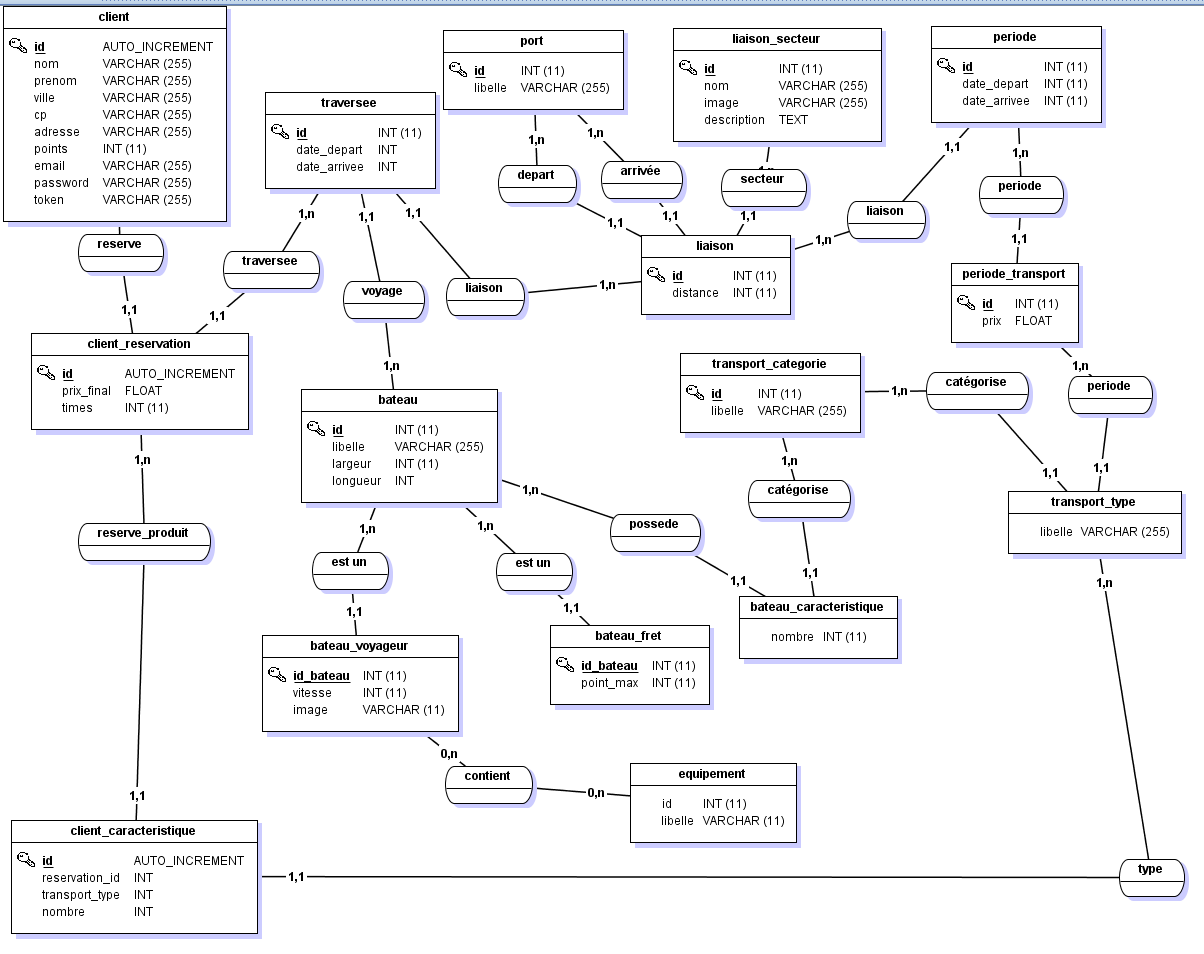 client
id AUTO_INCREMENT
nom VARCHAR (255)
prenom VARCHAR (255)
ville VARCHAR (255)
cp VARCHAR (255)
adresse VARCHAR (255)
points INT (11)
email VARCHAR (255)
password VARCHAR (255)
token VARCHAR (255)
traversee
id INT (11)
date_depart INT
date_arrivee INT
port
id INT (11)
libelle VARCHAR (255)
liaison_secteur
id INT (11)
nom VARCHAR (255)
image VARCHAR (255)
description TEXT
periode
id INT (11)
date_depart INT (11)
date_arrivee INT (11)
1,n
1,n
1,1
1,n
depart
arrivée
secteur
periode
reserve
1,n
1,1
1,1
1,1
1,1
1,1
liaison
1,n
1,1
traversee
voyage
liaison
1,n
liaison
id INT (11)
distance INT (11)
periode_transport
id INT (11)
prix FLOAT
1,1
1,1
client_reservation
id AUTO_INCREMENT
prix_final FLOAT
times INT (11)
1,n
bateau
id INT (11)
libelle VARCHAR (255)
largeur INT (11)
longueur INT
transport_categorie
id INT (11)
libelle VARCHAR (255)
1,n
catégorise
1,n
periode
1,n
1,n
1,n
catégorise
1,1
1,1
reserve_produit
1,n
1,n
possede
transport_type
libelle VARCHAR (255)
est un
est un
1,1
1,1
1,n
1,1
1,1
bateau_caracteristique
nombre INT (11)
bateau_voyageur
id_bateau INT (11)
vitesse INT (11)
image VARCHAR (11)
bateau_fret
id_bateau INT (11)
point_max INT (11)
0,n
contient
0,n
equipement
id INT (11)
libelle VARCHAR (11)
1,1
client_caracteristique
id AUTO_INCREMENT
reservation_id INT
transport_type INT
nombre INT
1,1
type